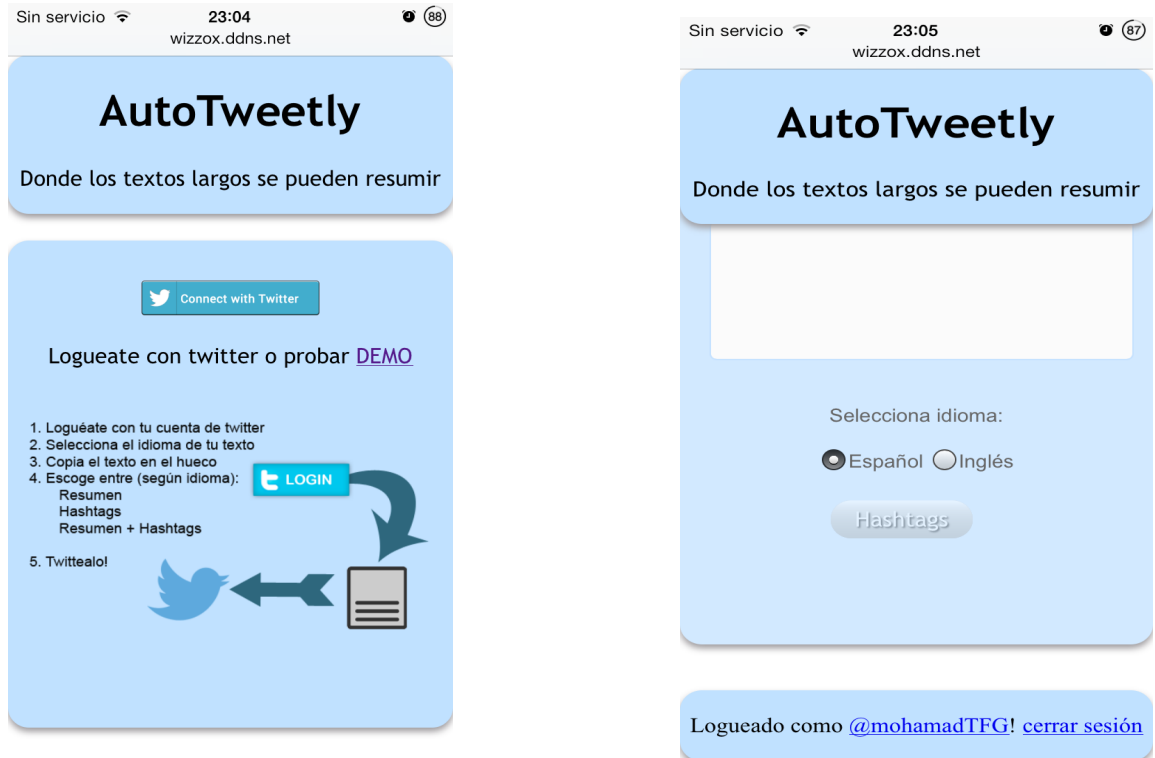 Sin servicio 23:04 88
wizzox.ddns.net
AutoTweetly
Donde los textos largos se pueden resumir
Connect with Twitter
Logueate con twitter o probar DEMO
1. Loguéate con tu cuenta de twitter
2. Selecciona el idioma de tu texto
3. Copia el texto en el hueco
4. Escoge entre (según idioma):
Resumen
Hashtags
Resumen + Hashtags
5. Twittealo!
LOGIN
Sin servicio 23:05 87
wizzox.ddns.net
AutoTweetly
Donde los textos largos se pueden resumir
Selecciona idioma:
Español Inglés
Hashtags
Logueado como @mohamadTFG! cerrar sesión